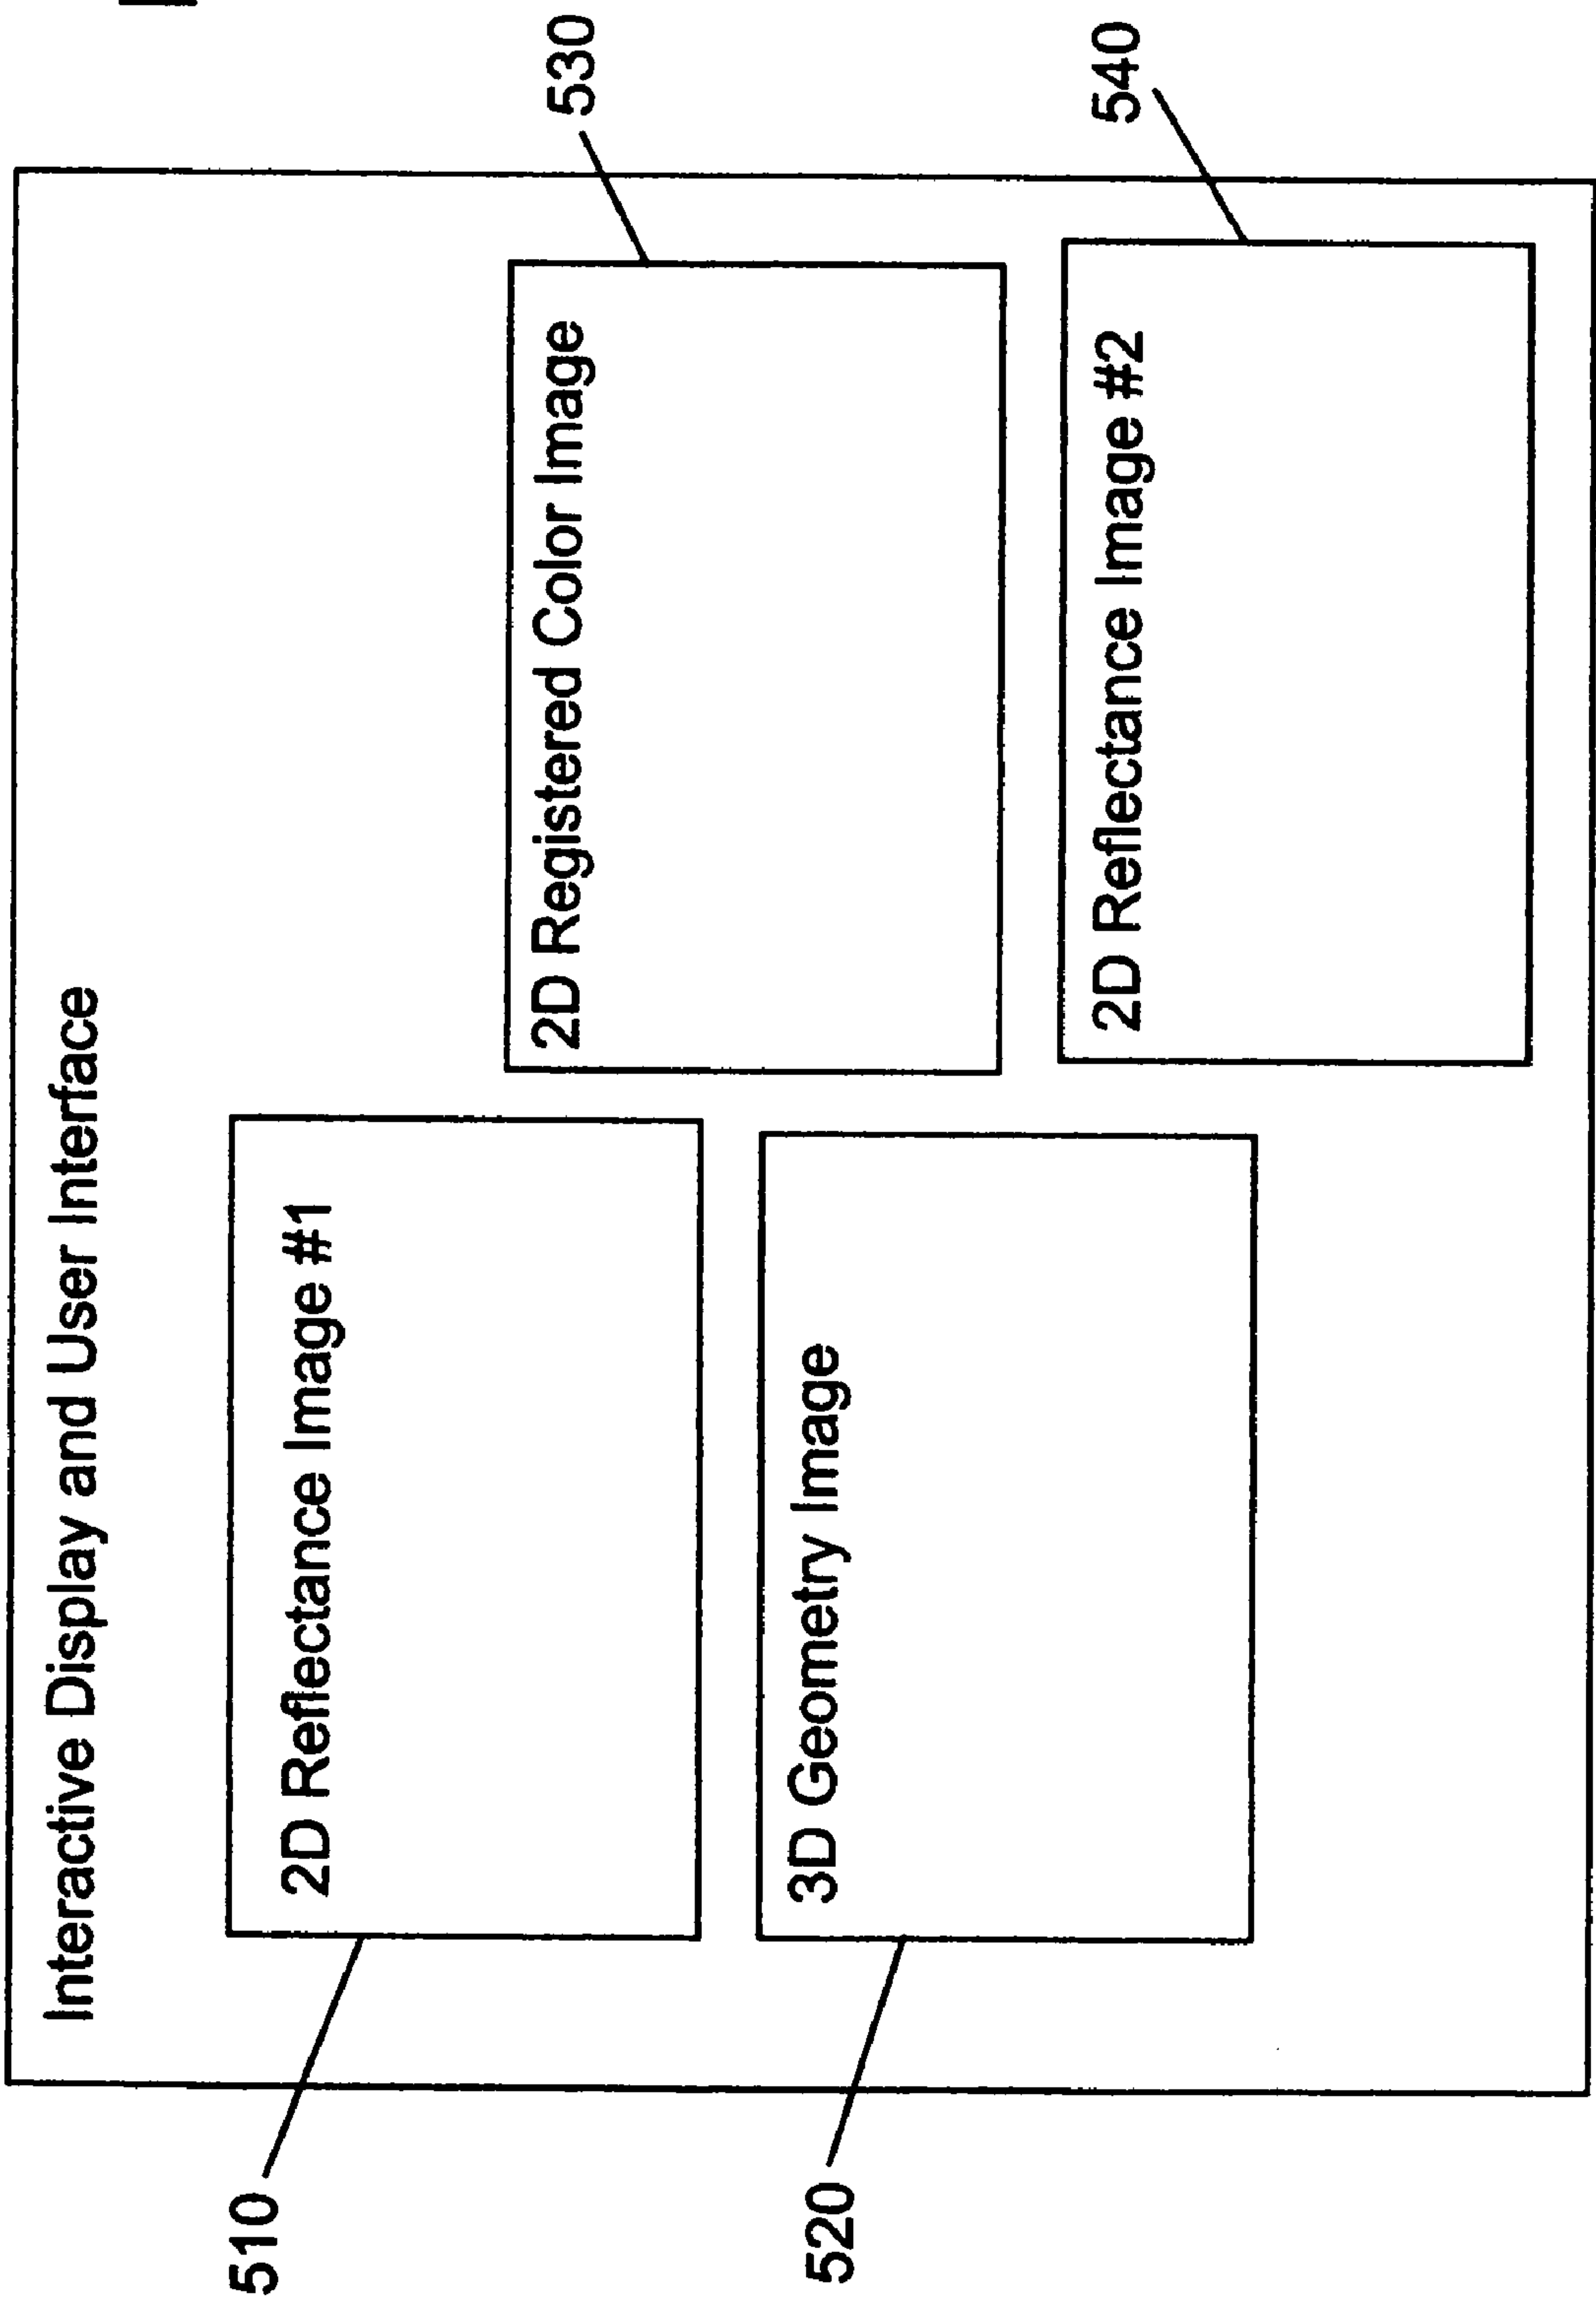 Interactive Display and User Interface
510
2D Reflectance Image #1
520
3D Geometry Image
2D Registered Color Image
530
2D Reflectance Image #2
540